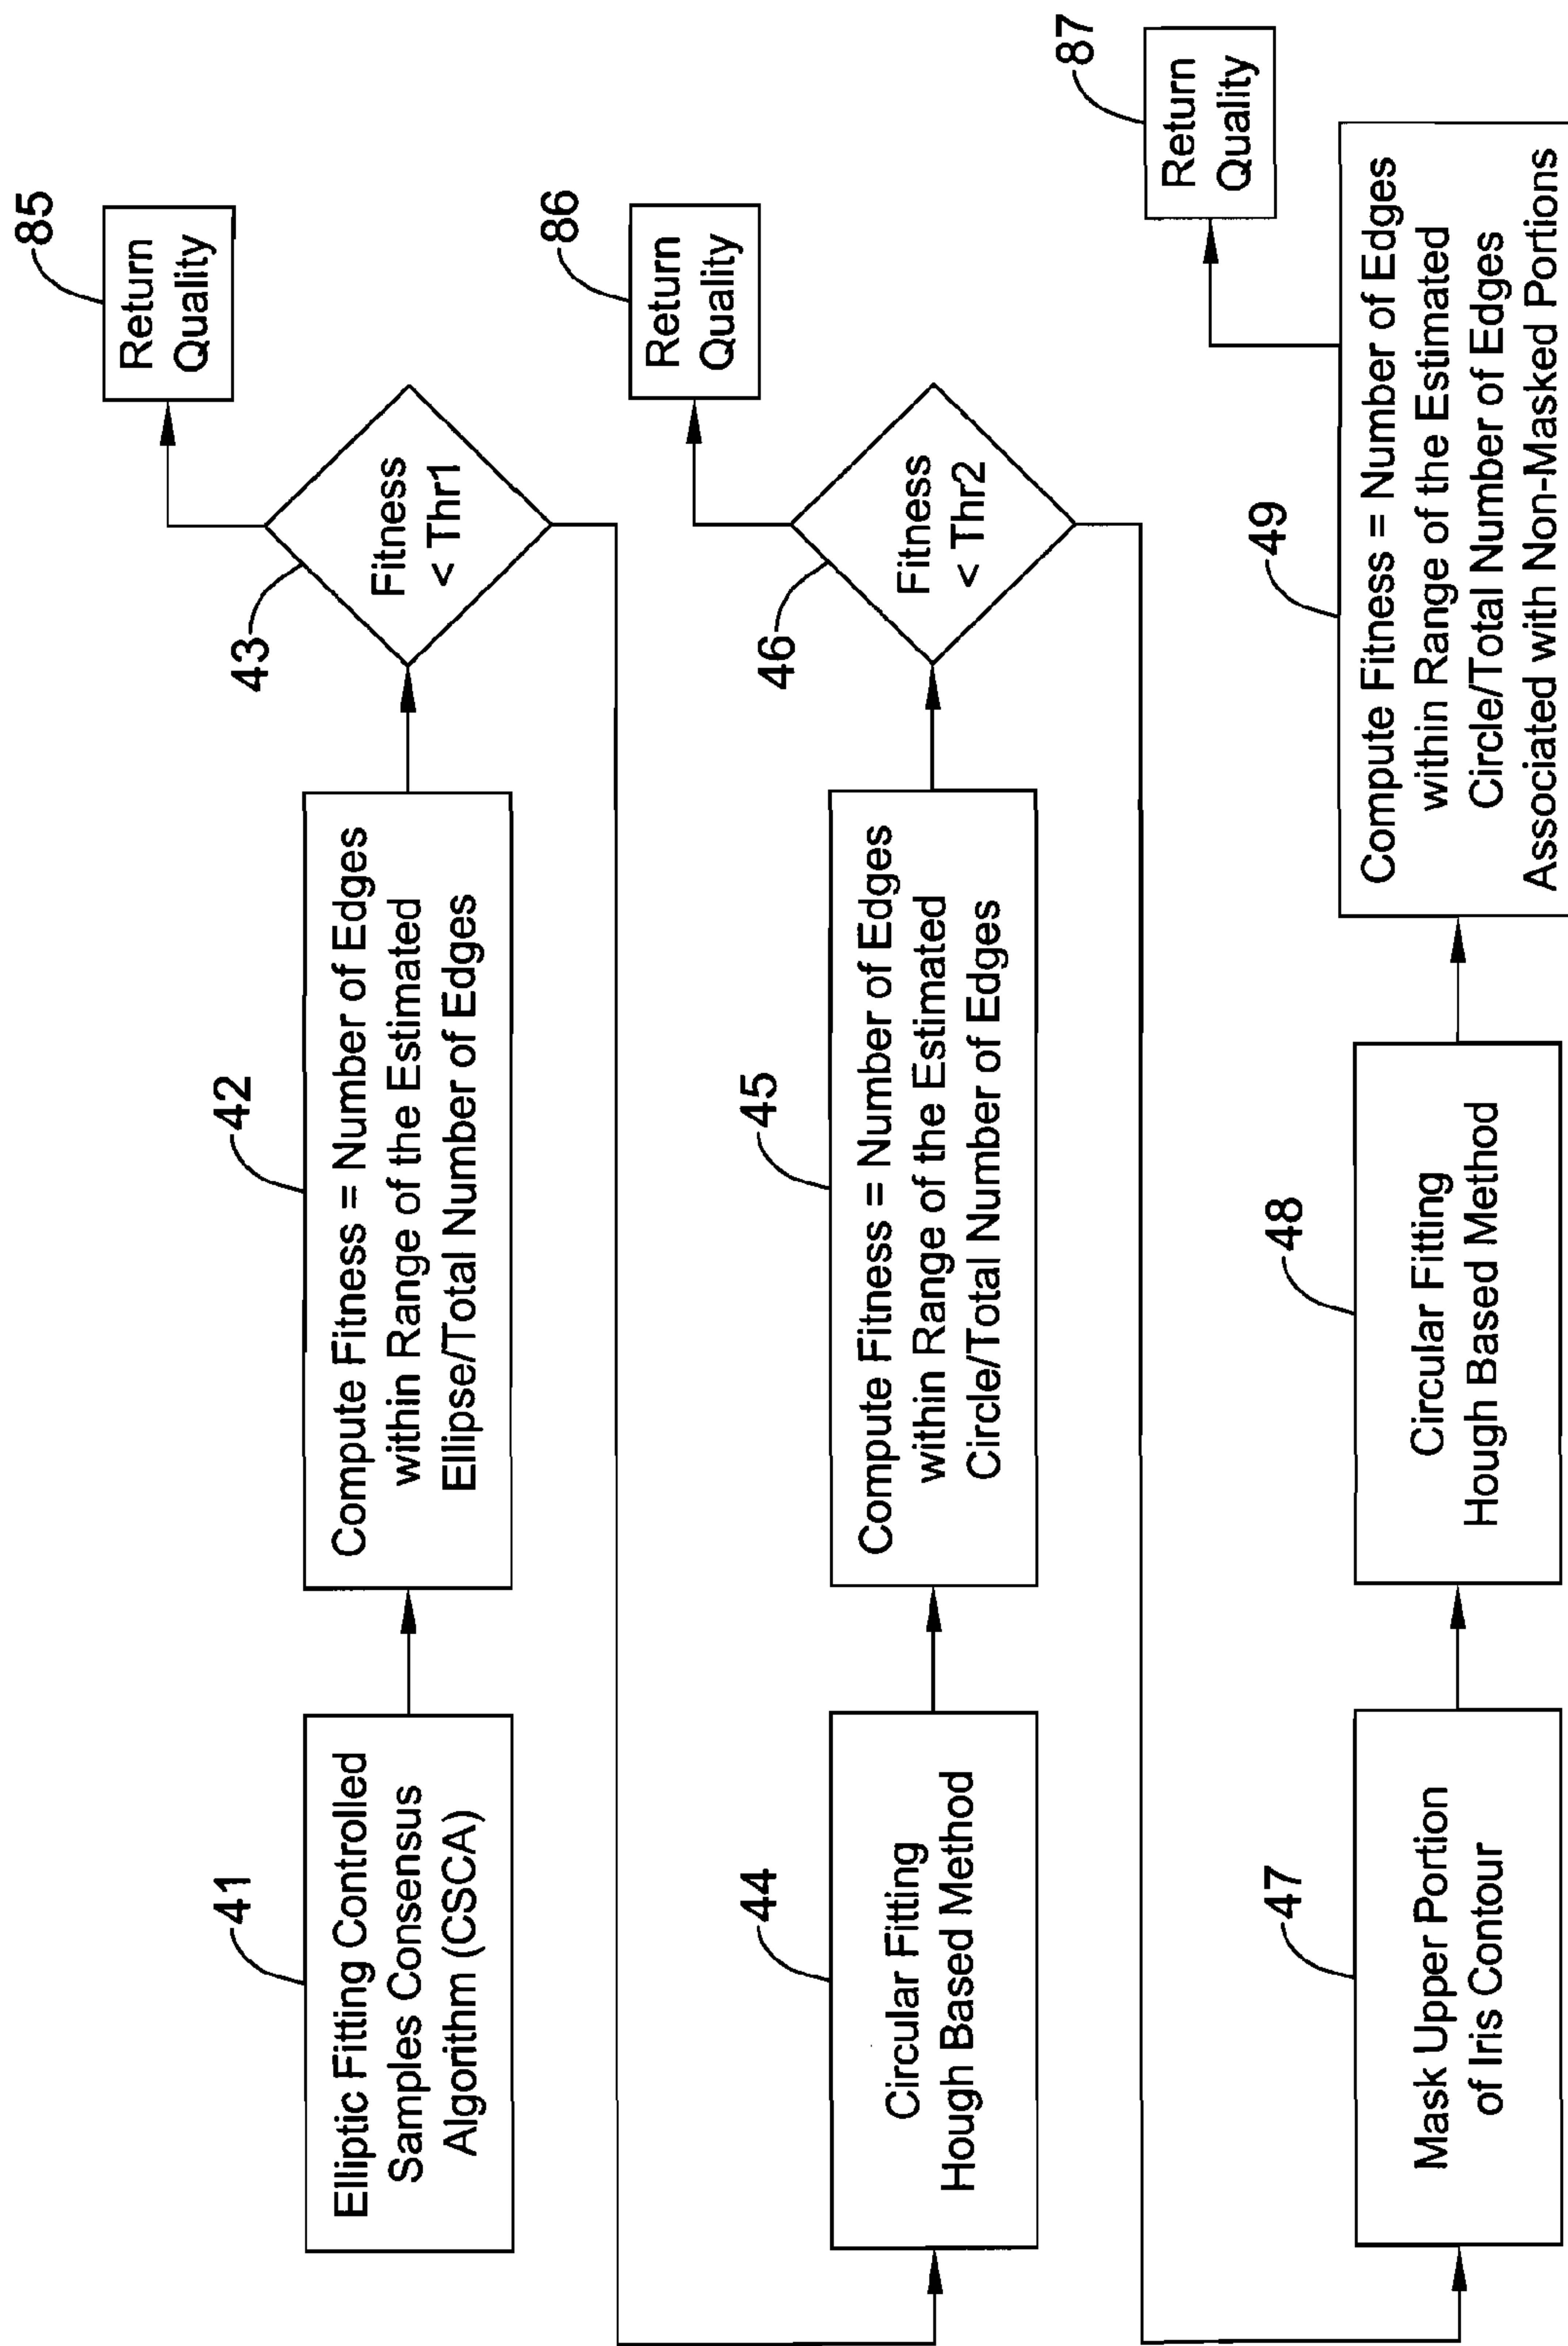 41
Elliptic Fitting Controlled
Samples Consensus
Algorithm (CSCA)
42
Compute Fitness = Number of Edges
within Range of the Estimated
Ellipse/Total Number of Edges
43
Fitness
< Thr1
85
Return
Quality
44
Circular Fitting
Hough Based Method
45
Compute Fitness = Number of Edges
within Range of the Estimated
Circle/Total Number of Edges
46
Fitness
< Thr2
86
Return
Quality
47
Mask Upper Portion
of Iris Contour
48
Circular Fitting
Hough Based Method
49
Compute Fitness = Number of Edges
within Range of the Estimated
Circle/Total Number of Edges
Associated with Non-Masked Portions
87
Return
Quality